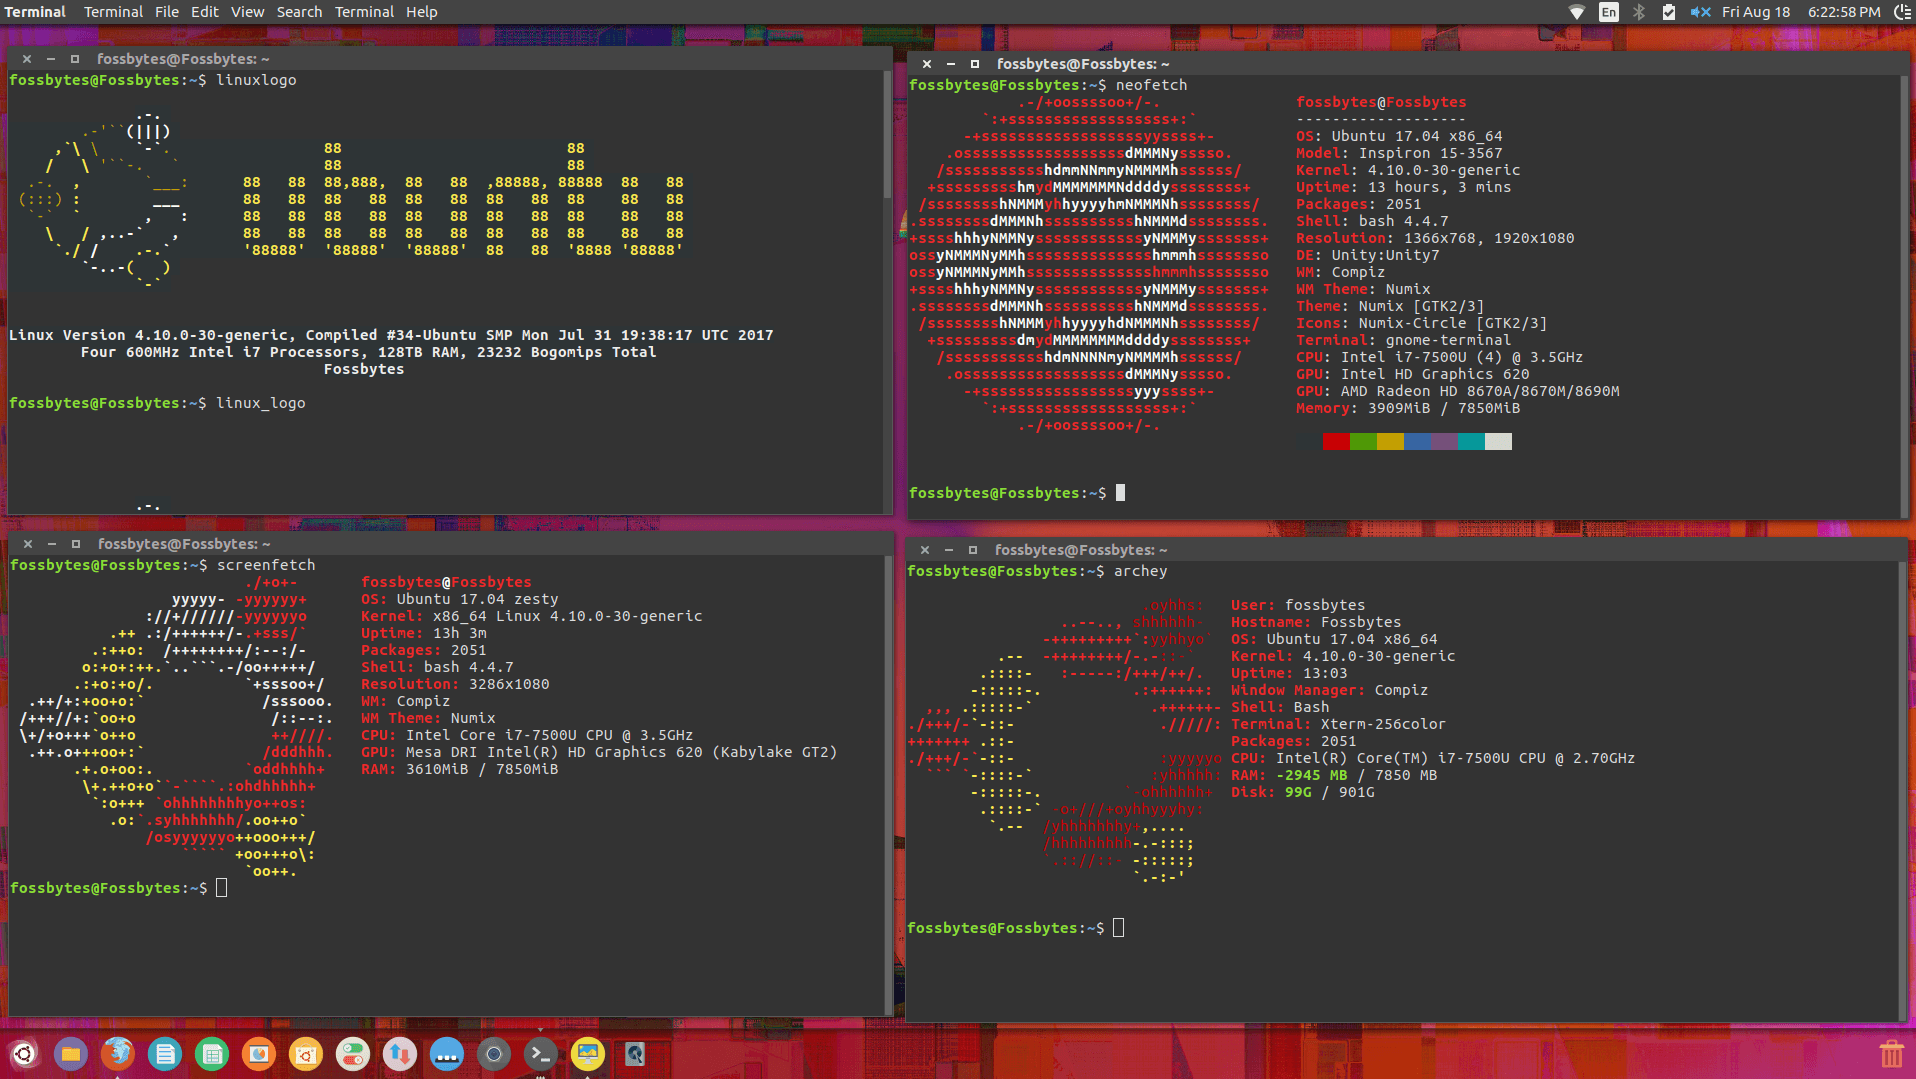 Terminal Terminal File Edit View Search Terminal Help
En Fri Aug 18 6:22:58 PM
fossbytes@Fossbytes: ~
fossbytes@Fossbytes:~$ linuxlogo
ubuntu
Linux Version 4.10.0-30-generic, Compiled #34-Ubuntu SMP Mon Jul 31 19:38:17 UTC 2017
Four 600MHz Intel i7 Processors, 128TB RAM, 23232 Bogomips Total
Fossbytes
fossbytes@Fossbytes:~$ linux_logo
fossbytes@Fossbytes: ~
fossbytes@Fossbytes:~$ neofetch
fossbytes@Fossbytes
-------------------
OS: Ubuntu 17.04 x86_64
Model: Inspiron 15-3567
Kernel: 4.10.0-30-generic
Uptime: 13 hours, 3 mins
Packages: 2051
Shell: bash 4.4.7
Resolution: 1366x768, 1920x1080
DE: Unity:Unity7
WM: Compiz
WM Theme: Numix
Theme: Numix [GTK2/3]
Icons: Numix-Circle [GTK2/3]
Terminal: gnome-terminal
CPU: Intel i7-7500U (4) @ 3.5GHz
GPU: Intel HD Graphics 620
GPU: AMD Radeon HD 8670A/8670M/8690M
Memory: 3909MiB / 7850MiB
fossbytes@Fossbytes:~$
fossbytes@Fossbytes: ~
fossbytes@Fossbytes:~$ screenfetch
fossbytes@Fossbytes
OS: Ubuntu 17.04 zesty
Kernel: x86_64 Linux 4.10.0-30-generic
Uptime: 13h 3m
Packages: 2051
Shell: bash 4.4.7
Resolution: 3286x1080
WM: Compiz
WM Theme: Numix
CPU: Intel Core i7-7500U CPU @ 3.5GHz
GPU: Mesa DRI Intel(R) HD Graphics 620 (Kabylake GT2)
RAM: 3610MiB / 7850MiB
fossbytes@Fossbytes:~$
fossbytes@Fossbytes: ~
fossbytes@Fossbytes:~$ archey
User: fossbytes
Hostname: Fossbytes
OS: Ubuntu 17.04 x86_64
Kernel: 4.10.0-30-generic
Uptime: 13:03
Window Manager: Compiz
Shell: Bash
Terminal: Xterm-256color
Packages: 2051
CPU: Intel(R) Core(TM) i7-7500U CPU @ 2.70GHz
RAM: -2945 MB / 7850 MB
Disk: 99G / 901G
fossbytes@Fossbytes:~$